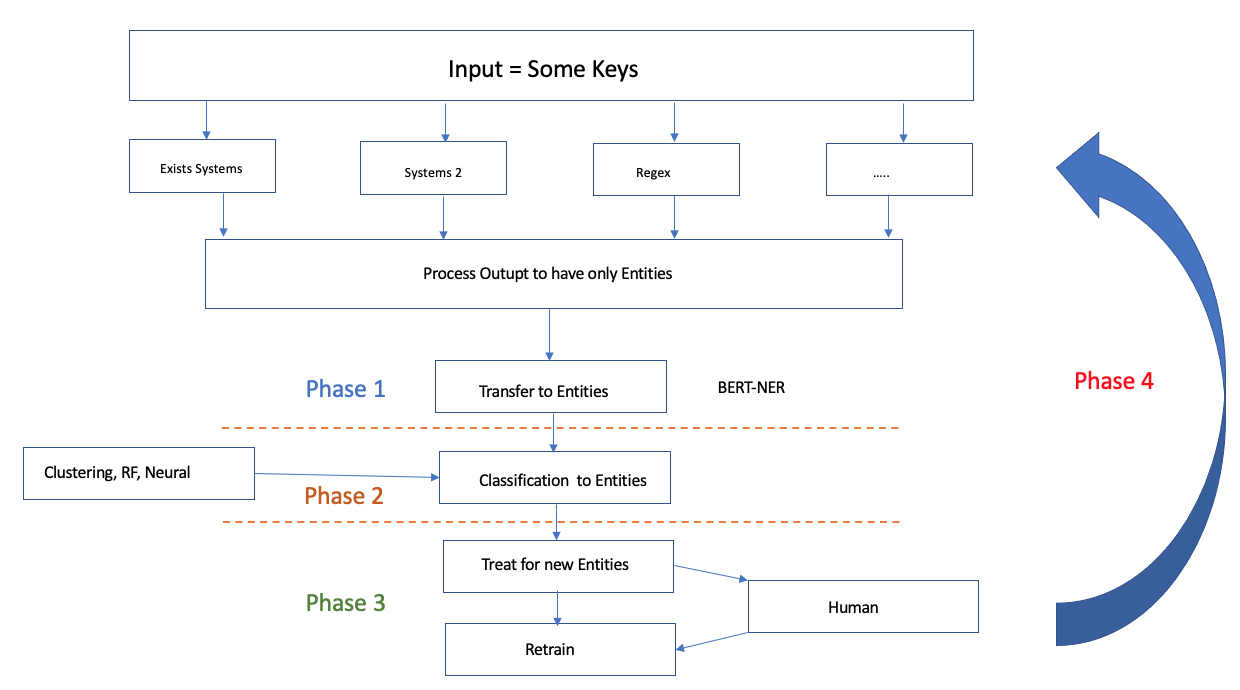 Input = Some Keys
Exists Systems
Systems 2
Regex
.....
Process Outupt to have only Entities
Phase 1
Transfer to Entities
BERT-NER
Phase 4
Clustering, RF, Neural
Classification to Entities
Phase 2
Treat for new Entities
Phase 3
Human
Retrain